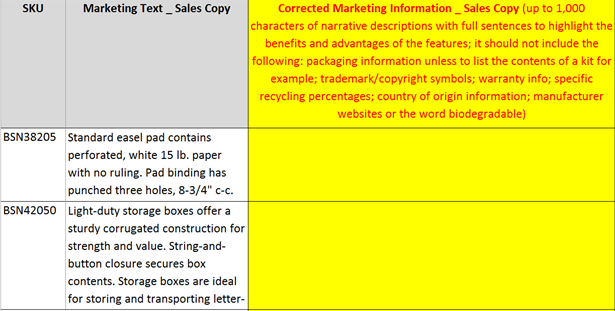 SKU
Marketing Text _ Sales Copy
Corrected Marketing Information _ Sales Copy (up to 1,000
characters of narrative descriptions with full sentences to highlight the
benefits and advantages of the features; it should not include the
following: packaging information unless to list the contents of a kit for
example; trademark/copyright symbols; warranty info; specific
recycling percentages; country of origin information; manufacturer
websites or the word biodegradable)
BSN38205
Standard easel pad contains
perforated, white 15 lb. paper
with no ruling. Pad binding has
punched three holes, 8-3/4" c-c.
BSN42050
Light-duty storage boxes offer a
sturdy corrugated construction for
strength and value. String-and-
button closure secures box
contents. Storage boxes are ideal
for storing and transporting letter-